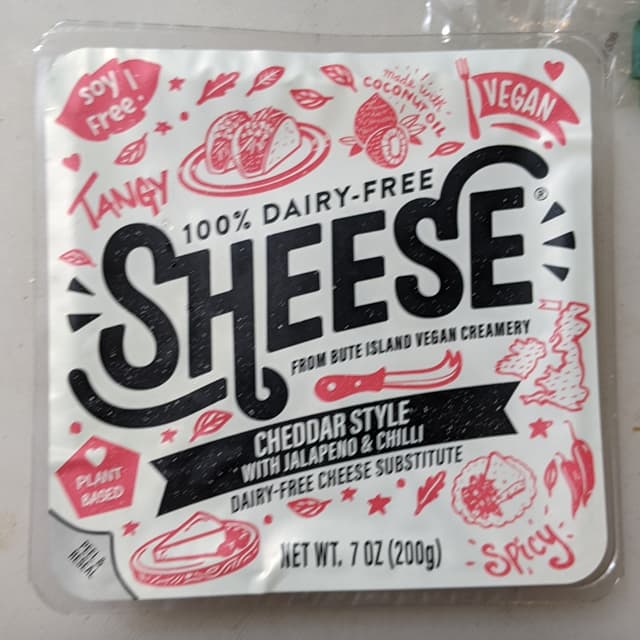 soy
Free
made with
COCONUT OIL
VEGAN
TANGY
100% DAIRY-FREE
SHEESE®
FROM BUTE ISLAND VEGAN CREAMERY
CHEDDAR STYLE
WITH JALAPENO & CHILLI
DAIRY-FREE CHEESE SUBSTITUTE
PLANT
BASED
NET WT. 7 OZ (200g)
Spicy